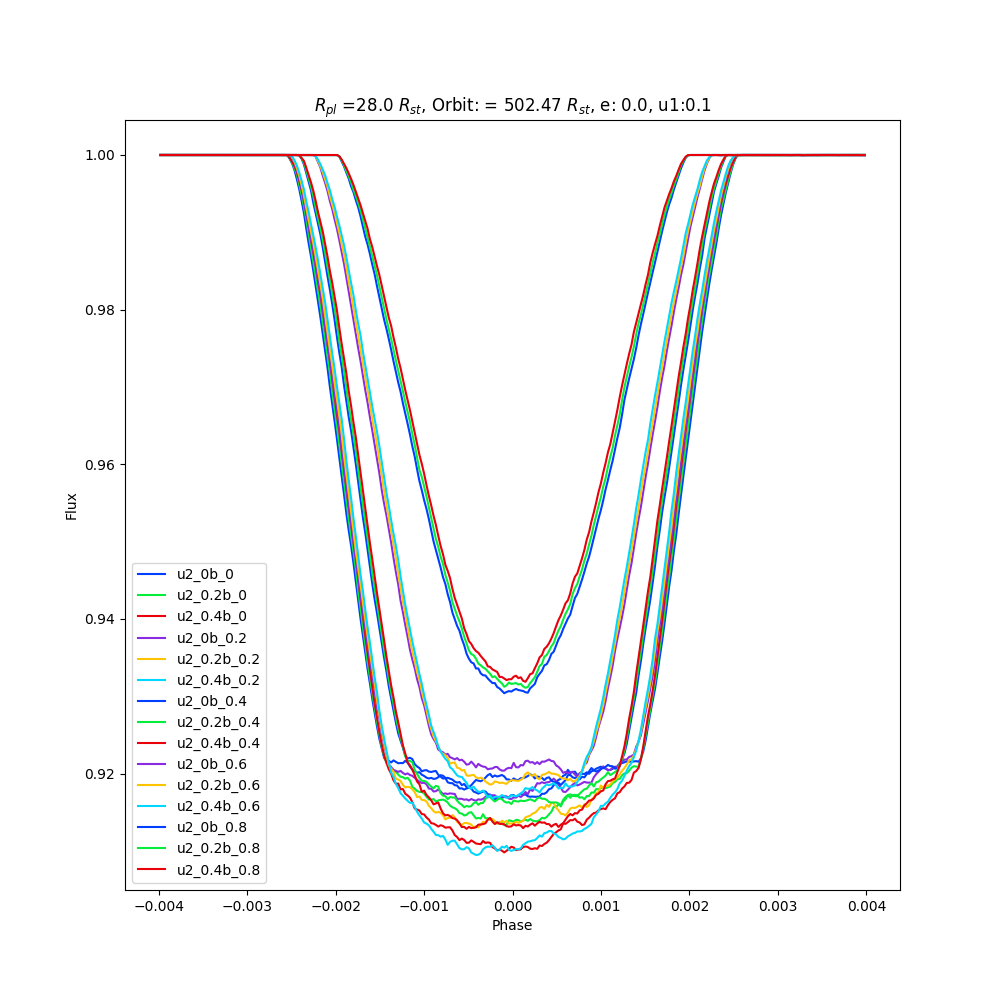 R_pl =28.0 R_st, Orbit: = 502.47 R_st, e: 0.0, u1:0.1
1.00
0.98
0.96
0.94
0.92
Flux
u2_0b_0
u2_0.2b_0
u2_0.4b_0
u2_0b_0.2
u2_0.2b_0.2
u2_0.4b_0.2
u2_0b_0.4
u2_0.2b_0.4
u2_0.4b_0.4
u2_0b_0.6
u2_0.2b_0.6
u2_0.4b_0.6
u2_0b_0.8
u2_0.2b_0.8
u2_0.4b_0.8
−0.004 −0.003 −0.002 −0.001 0.000 0.001 0.002 0.003 0.004
Phase